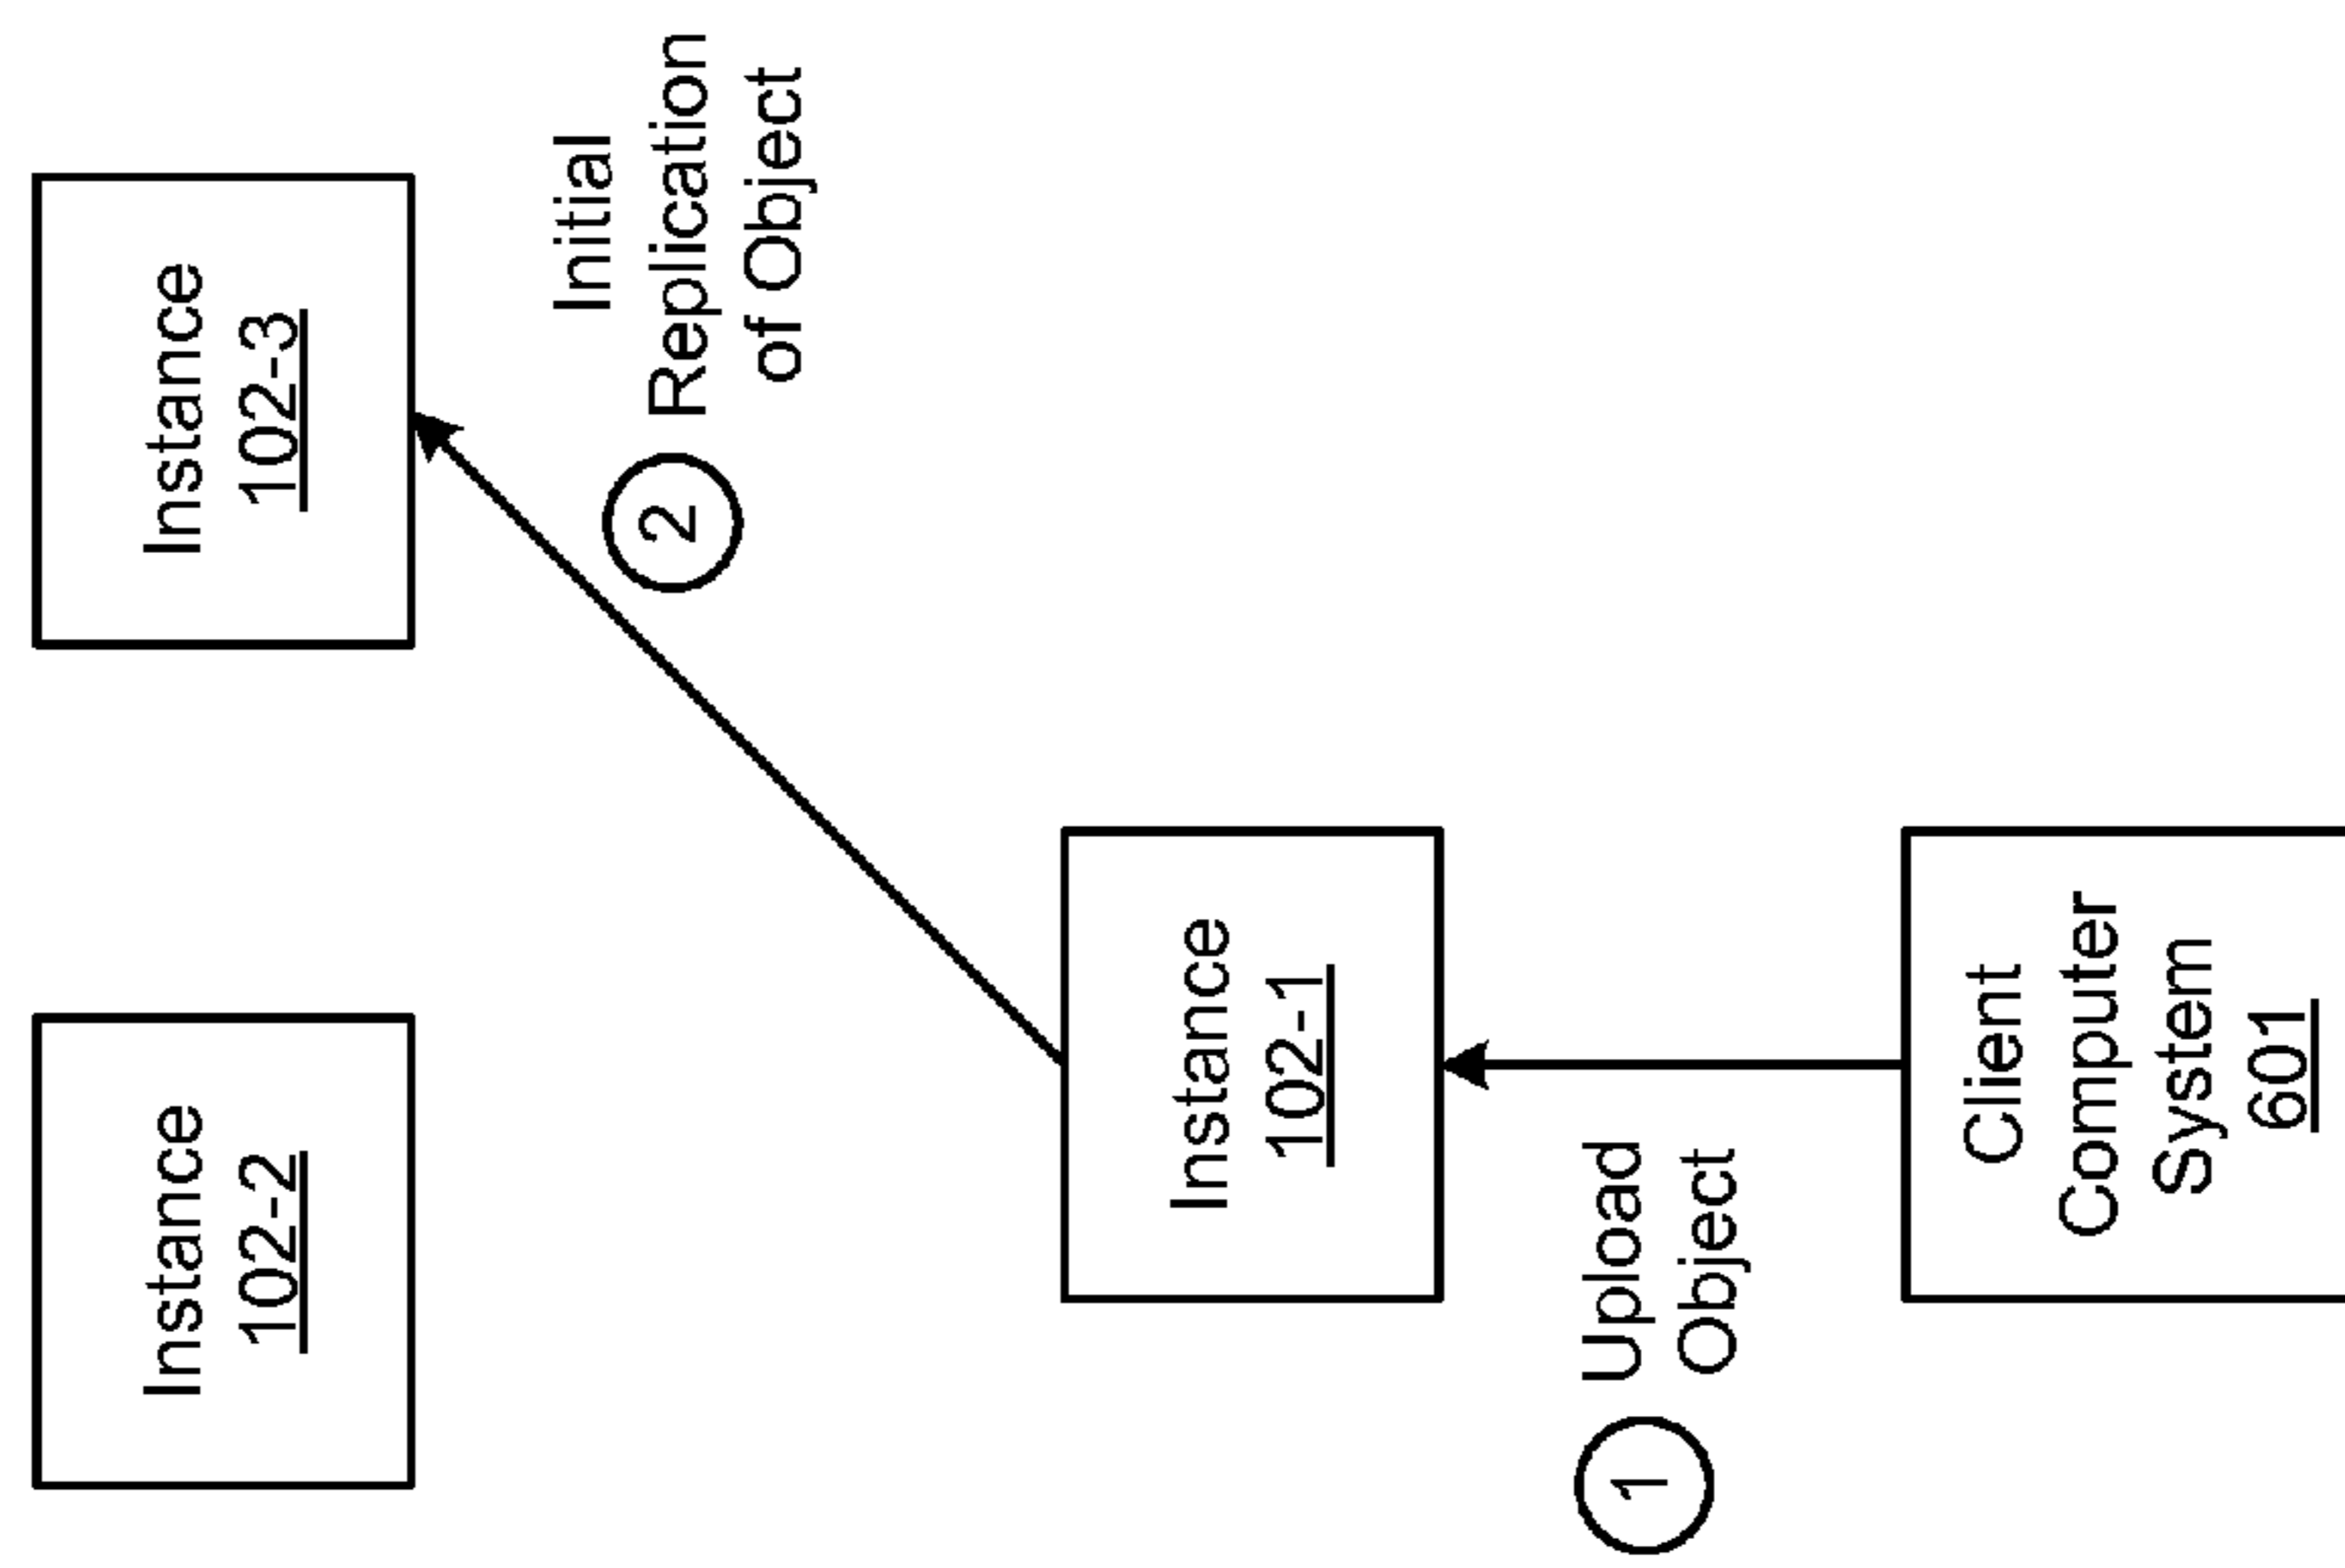 Instance
102-2
Instance
102-3
2
Initial
Replication
of Object
Instance
102-1
1
Upload
Object
Client
Computer
System
601